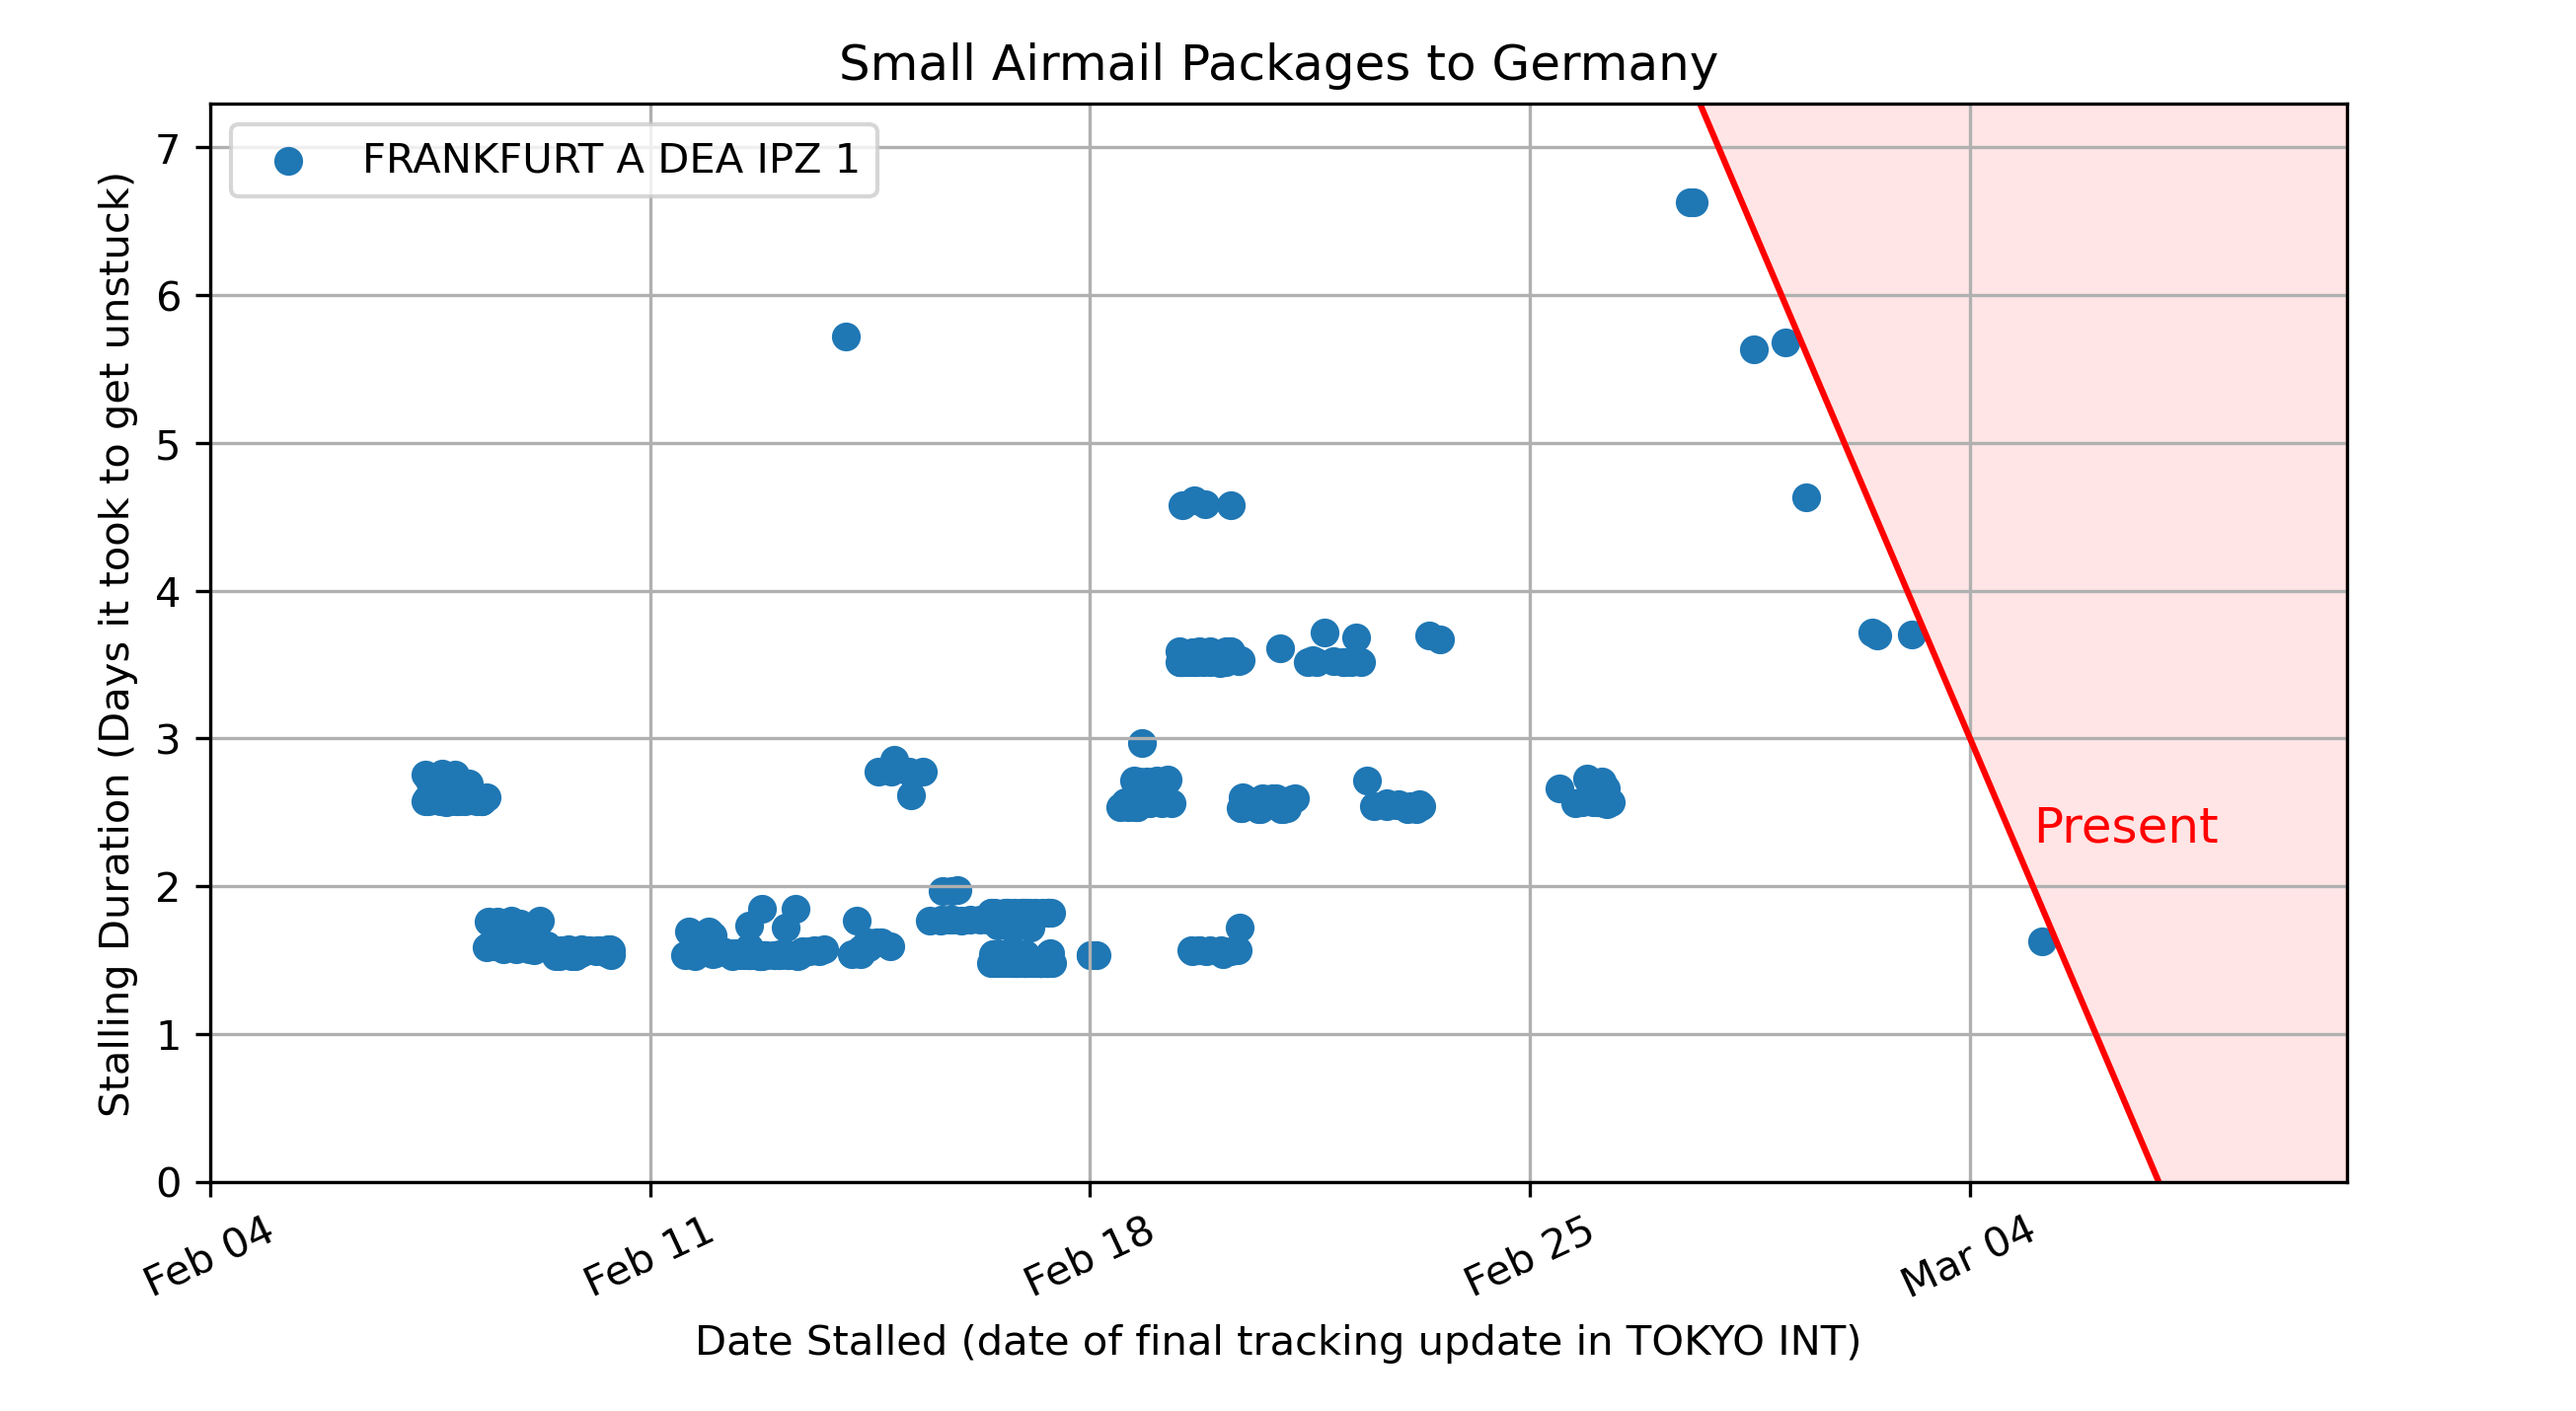 Small Airmail Packages to Germany
FRANKFURT A DEA IPZ 1
Stalling Duration (Days it took to get unstuck)
7
6
5
4
3
2
1
0
Present
Feb 04
Feb 11
Feb 18
Feb 25
Mar 04
Date Stalled (date of final tracking update in TOKYO INT)